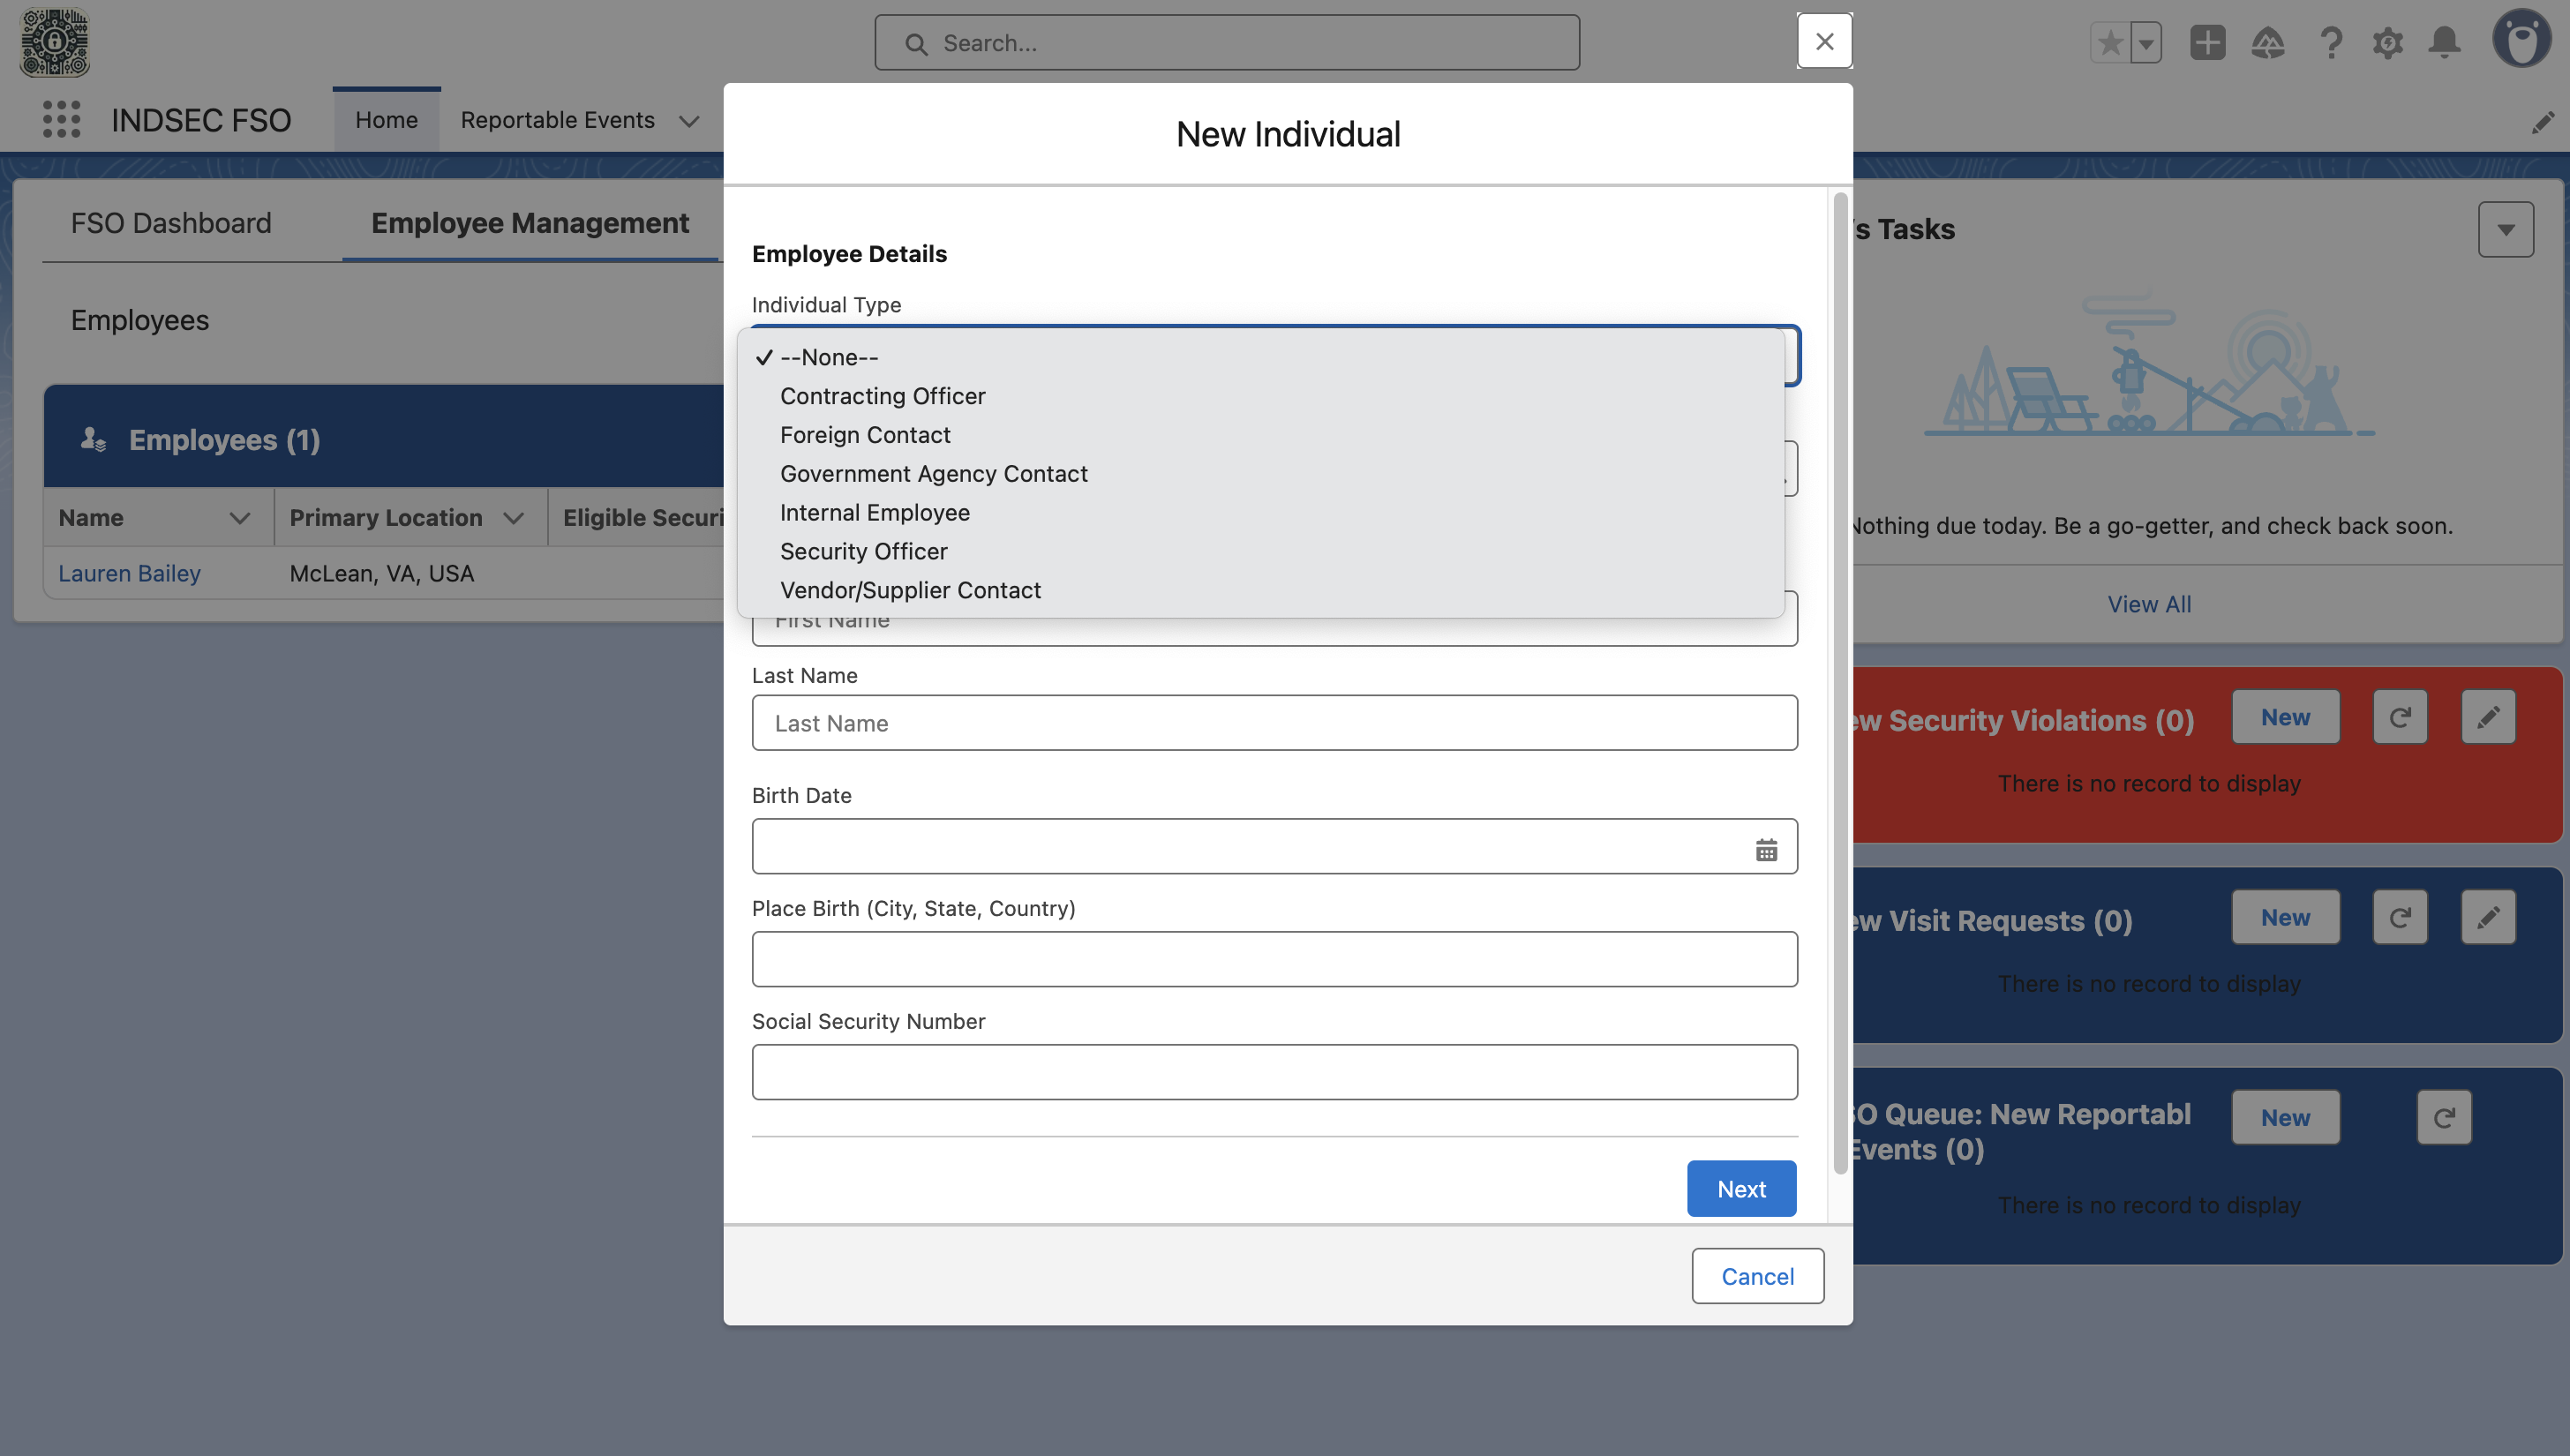 Search...
INDSEC FSO
Home
Reportable Events
FSO Dashboard
Employee Management
Employees
Employees (1)
Name
Primary Location
Eligible Securi
Lauren Bailey
McLean, VA, USA
New Individual
Employee Details
Individual Type
--None--
Contracting Officer
Foreign Contact
Government Agency Contact
Internal Employee
Security Officer
Vendor/Supplier Contact
First Name
Last Name
Last Name
Birth Date
Place Birth (City, State, Country)
Social Security Number
Next
Cancel
's Tasks
Nothing due today. Be a go-getter, and check back soon.
View All
ew Security Violations (0)
New
There is no record to display
ew Visit Requests (0)
New
There is no record to display
SO Queue: New Reportabl
Events (0)
New
There is no record to display